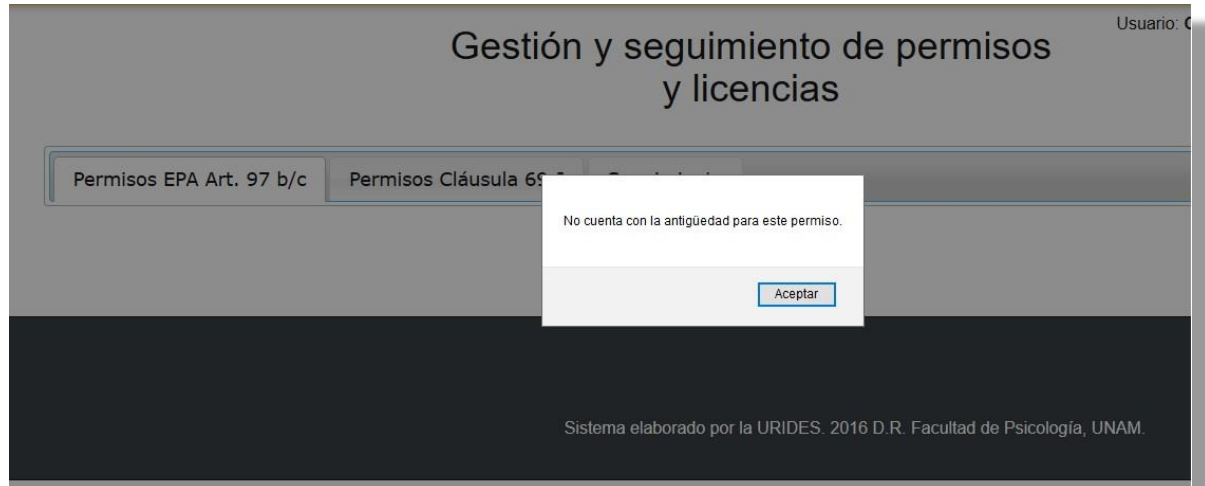 Usuario:
Gestión y seguimiento de permisos
y licencias
Permisos EPA Art. 97 b/c
Permisos Cláusula
No cuenta con la antigüedad para este permiso.
Aceptar
Sistema elaborado por la URIDES. 2016 D.R. Facultad de Psicología, UNAM.